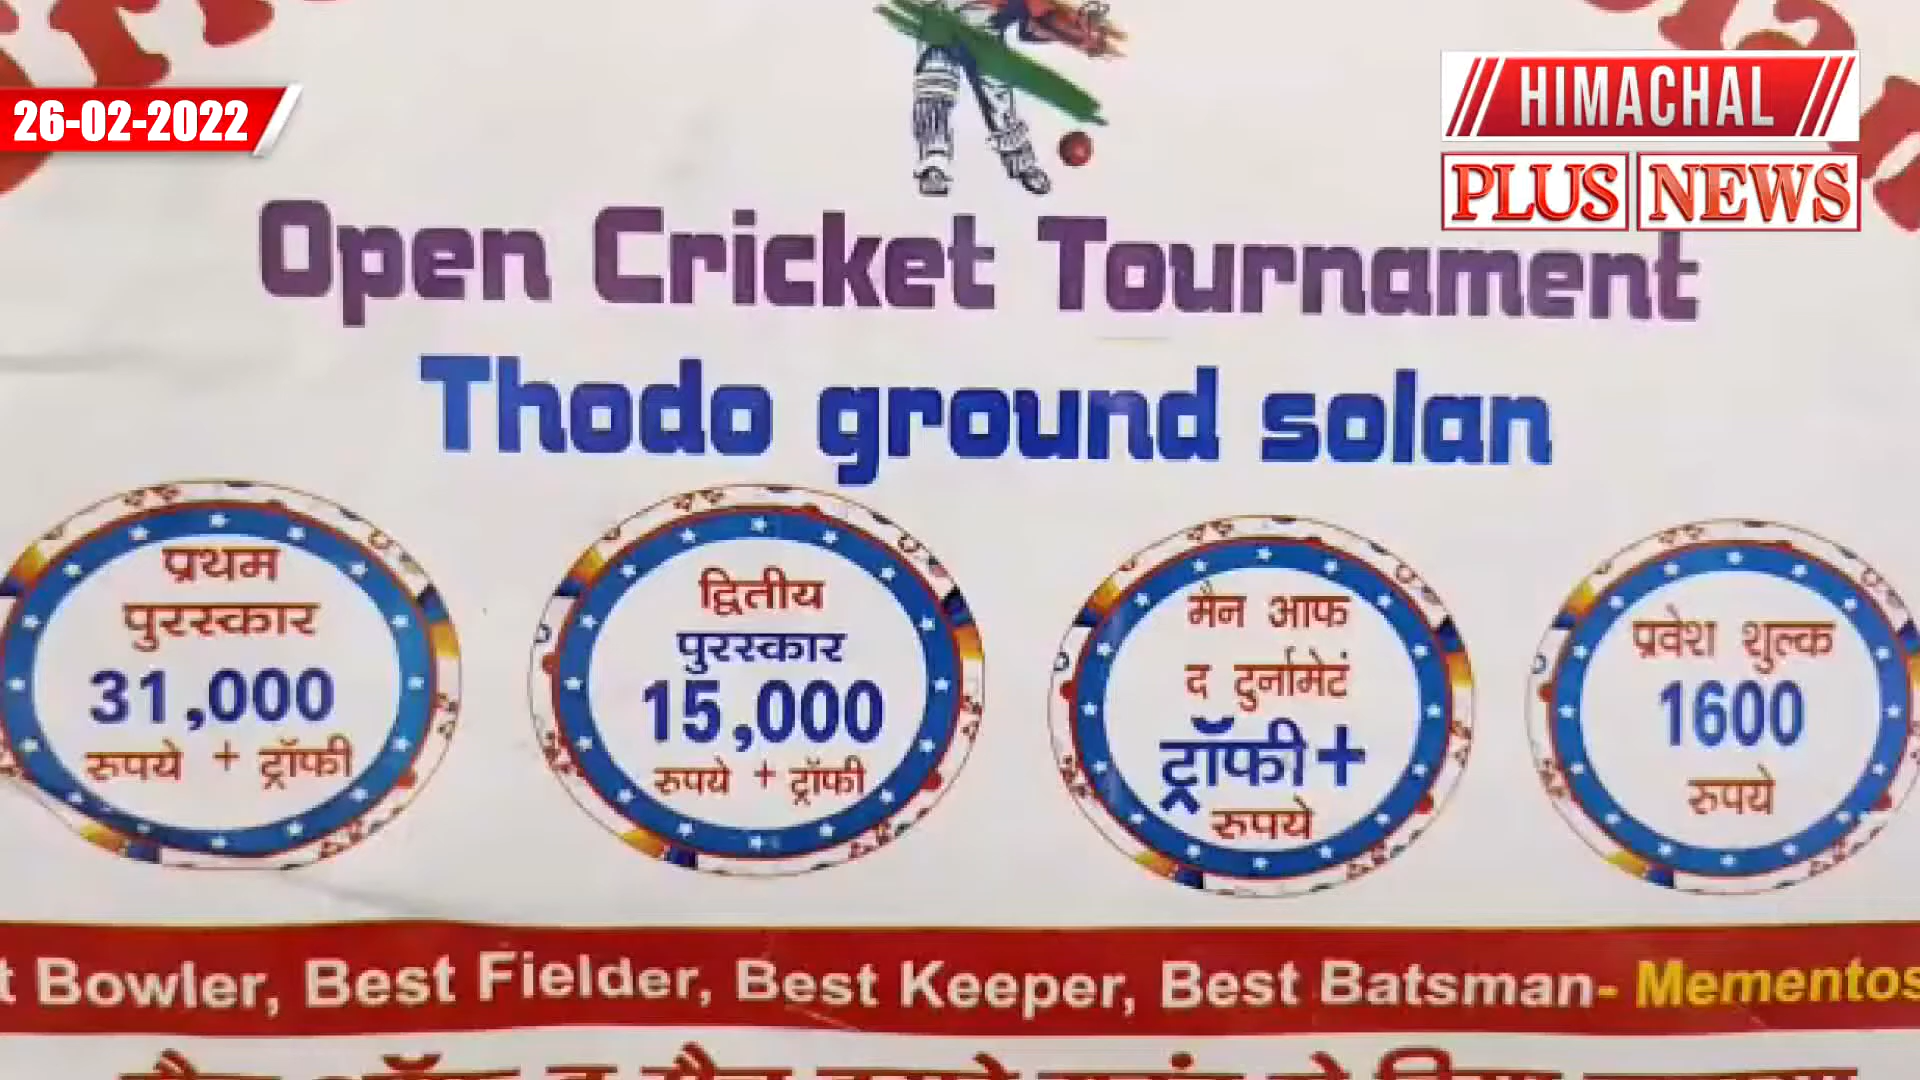 26-02-2022
HIMACHAL
PLUS NEWS
Open Cricket Tournament
Thodo ground solan
प्रथम
पुरस्कार
31,000
रुपये + ट्रॉफी
द्वितीय
पुरस्कार
15,000
रुपये + ट्रॉफी
मैन आफ
द टुर्नामेटं
ट्रॉफी+
रुपये
प्रवेश शुल्क
1600
रुपये
Bowler, Best Fielder, Best Keeper, Best Batsman- Mementos